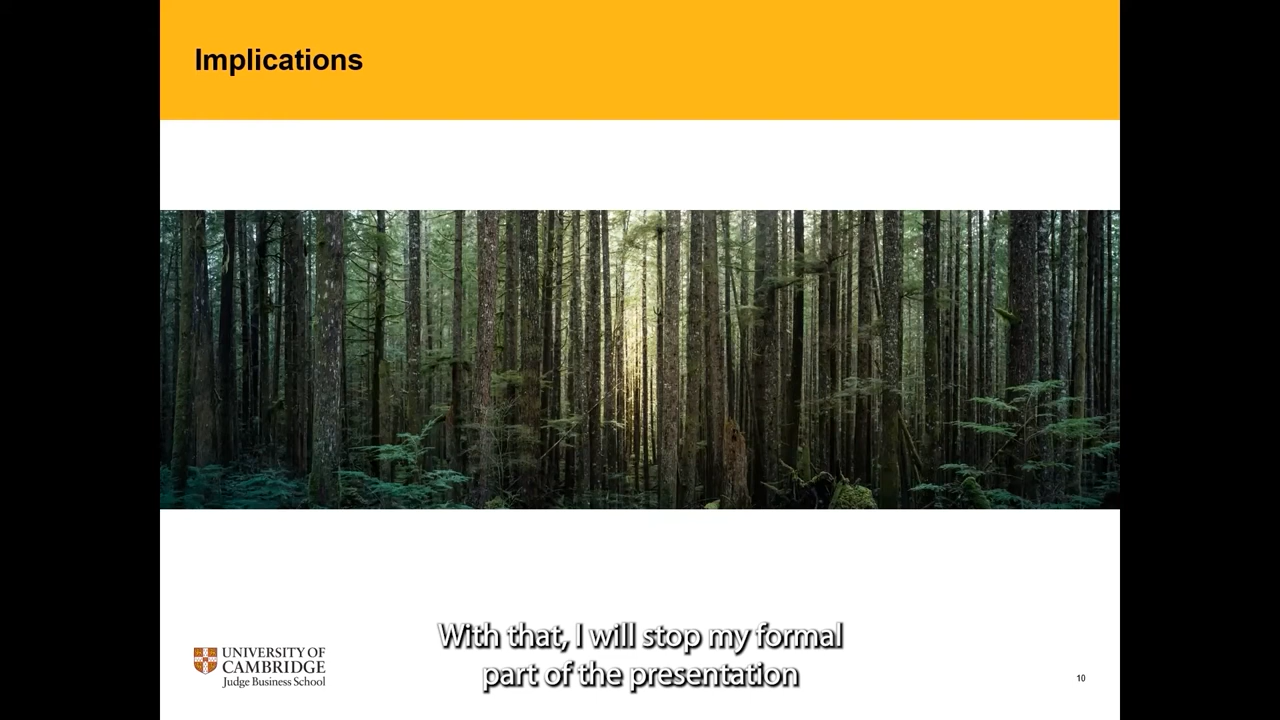 Implications
With that, I will stop my formal
part of the presentation
UNIVERSITY OF
CAMBRIDGE
Judge Business School
10